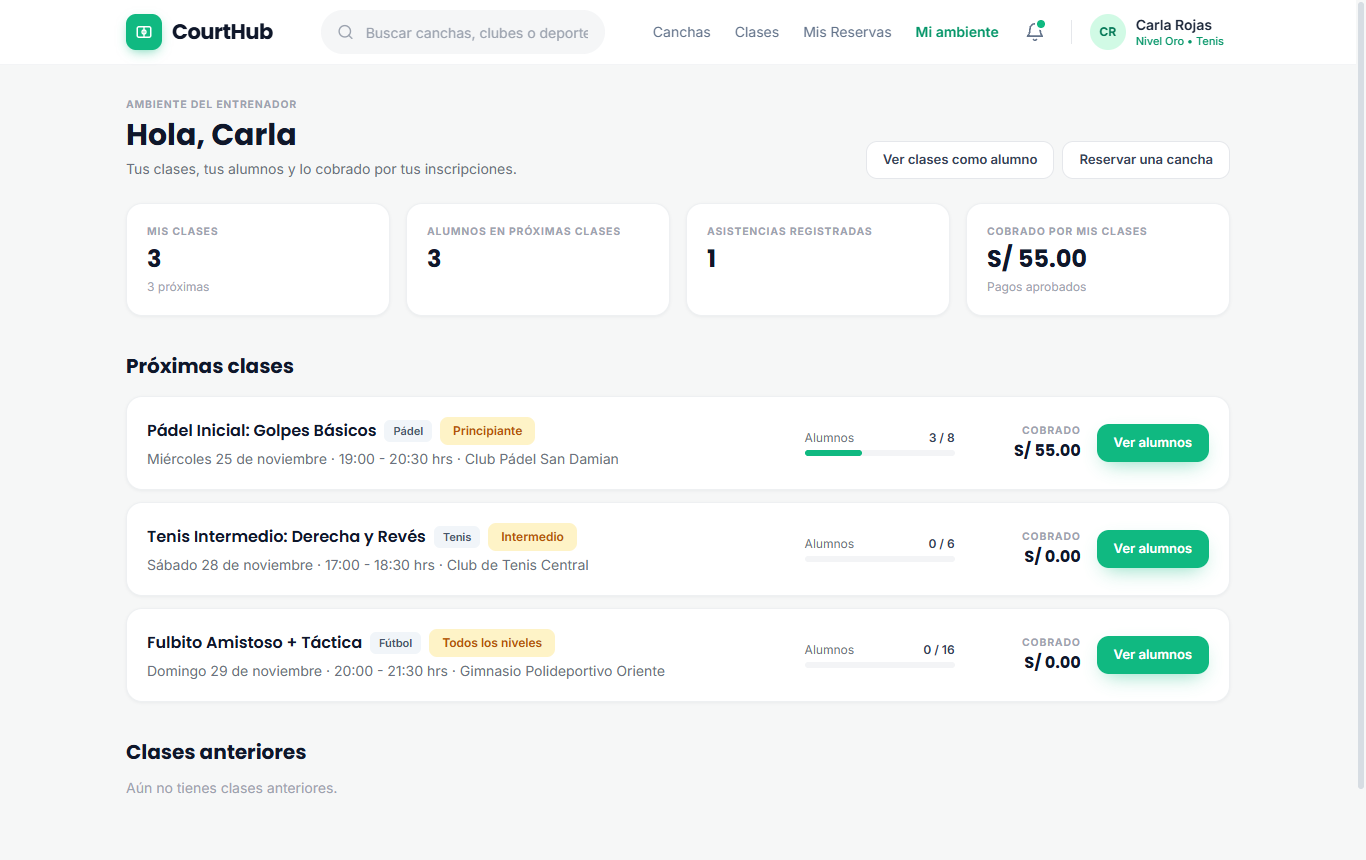 CourtHub
Buscar canchas, clubes o deporte
Canchas
Clases
Mis Reservas
Mi ambiente
CR
Carla Rojas
Nivel Oro • Tenis
AMBIENTE DEL ENTRENADOR
Hola, Carla
Tus clases, tus alumnos y lo cobrado por tus inscripciones.
Ver clases como alumno
Reservar una cancha
MIS CLASES
3
3 próximas
ALUMNOS EN PRÓXIMAS CLASES
3
ASISTENCIAS REGISTRADAS
1
COBRADO POR MIS CLASES
S/ 55.00
Pagos aprobados
Próximas clases
Pádel Inicial: Golpes Básicos Pádel Principiante
Miércoles 25 de noviembre · 19:00 - 20:30 hrs · Club Pádel San Damian
Alumnos 3 / 8
COBRADO
S/ 55.00
Ver alumnos
Tenis Intermedio: Derecha y Revés Tenis Intermedio
Sábado 28 de noviembre · 17:00 - 18:30 hrs · Club de Tenis Central
Alumnos 0 / 6
COBRADO
S/ 0.00
Ver alumnos
Fulbito Amistoso + Táctica Fútbol Todos los niveles
Domingo 29 de noviembre · 20:00 - 21:30 hrs · Gimnasio Polideportivo Oriente
Alumnos 0 / 16
COBRADO
S/ 0.00
Ver alumnos
Clases anteriores
Aún no tienes clases anteriores.